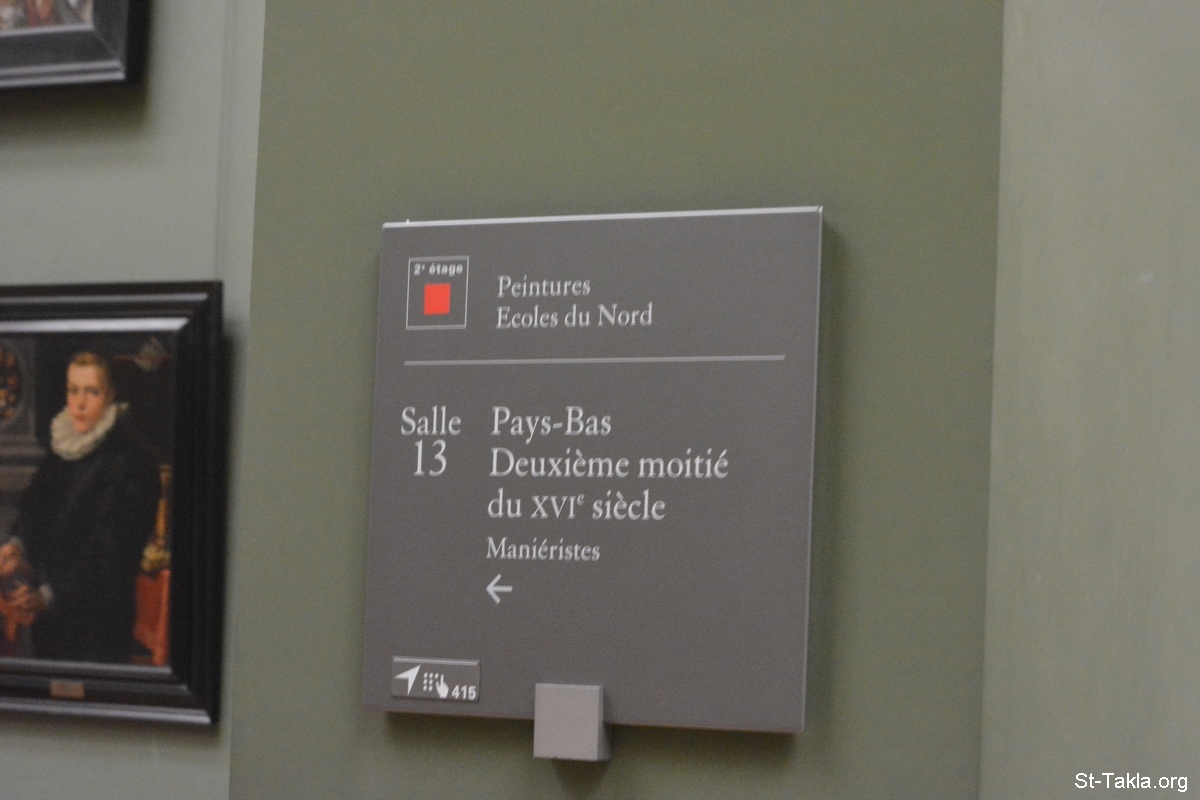 2e étage
Peintures
Ecoles du Nord
Salle
13
Pays-Bas
Deuxième moitié
du XVIe siècle
Maniéristes
415
St-Takla.org